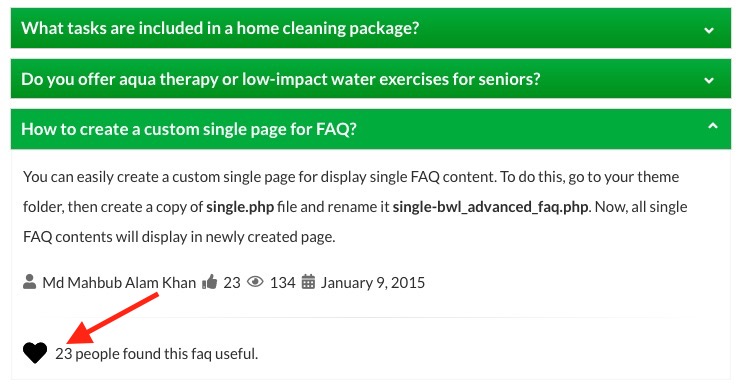 What tasks are included in a home cleaning package?
Do you offer aqua therapy or low-impact water exercises for seniors?
How to create a custom single page for FAQ?
You can easily create a custom single page for display single FAQ content. To do this, go to your theme
folder, then create a copy of single.php file and rename it single-bwl_advanced_faq.php. Now, all single
FAQ contents will display in newly created page.
Md Mahbub Alam Khan 23 134 January 9, 2015
23 people found this faq useful.